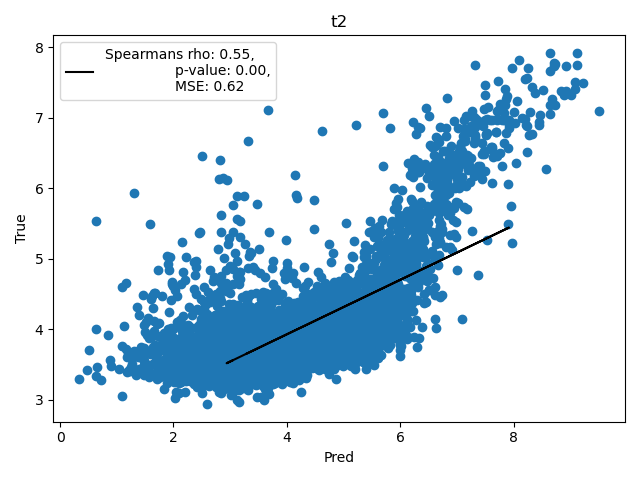 t2
Spearmans rho: 0.55,
p-value: 0.00,
MSE: 0.62
True
8
7
6
5
4
3
0 2 4 6 8
Pred